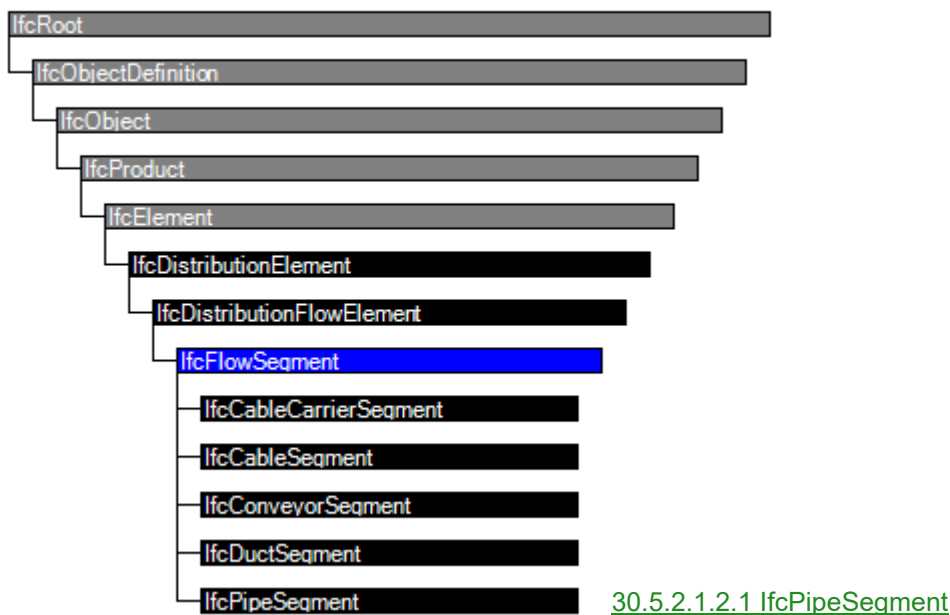 IfcRoot
IfcObjectDefinition
IfcObject
IfcProduct
IfcElement
IfcDistributionElement
IfcDistributionFlowElement
IfcFlowSegment
IfcCableCarrierSegment
IfcCableSegment
IfcConveyorSegment
IfcDuctSegment
IfcPipeSegment 30.5.2.1.2.1 IfcPipeSegment